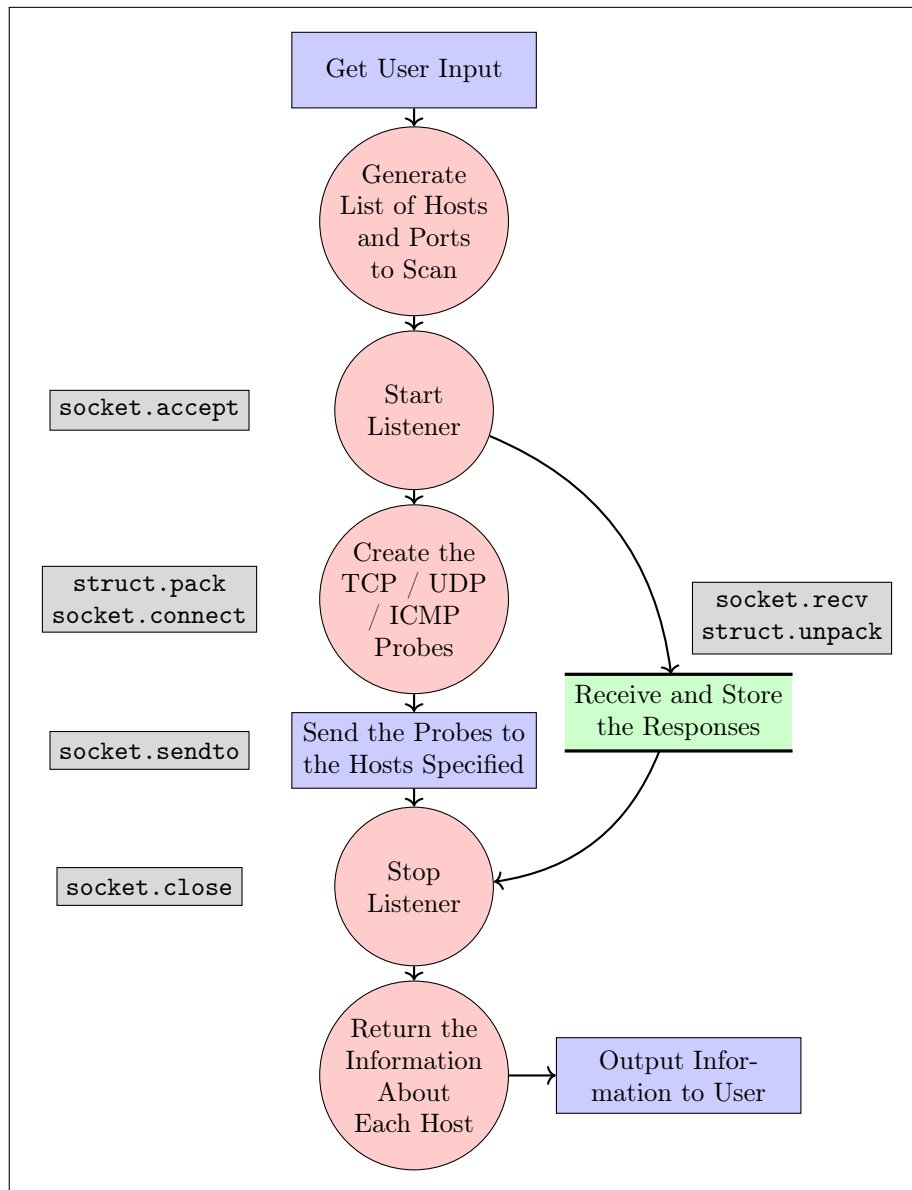 Get User Input
Generate
List of Hosts
and Ports
to Scan
socket.accept
Start
Listener
struct.pack
socket.connect
Create the
TCP / UDP
/ ICMP
Probes
socket.recv
struct.unpack
Receive and Store
the Responses
socket.sendto
Send the Probes to
the Hosts Specified
socket.close
Stop
Listener
Return the
Information
About
Each Host
Output Infor-
mation to User